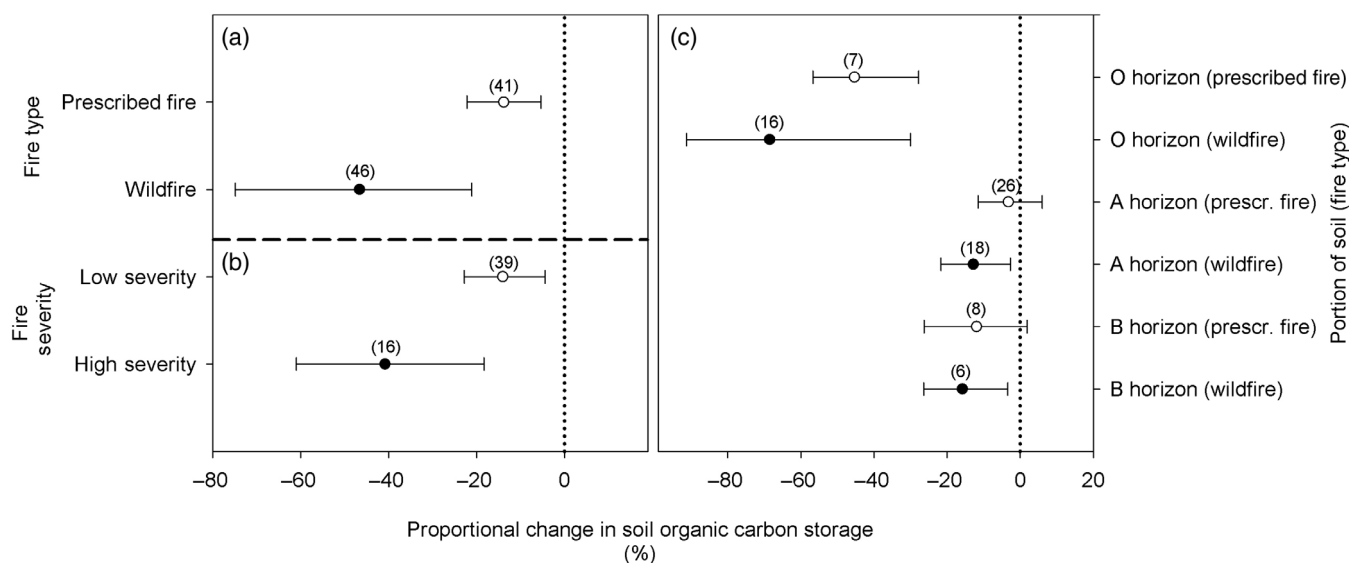 (a)
Fire type
Prescribed fire
(41)
Wildfire
(46)
(b)
Fire
severity
Low severity
(39)
High severity
(16)
–80
–60
–40
–20
0
(c)
(7)
O horizon (prescribed fire)
(16)
O horizon (wildfire)
(26)
A horizon (prescr. fire)
(18)
A horizon (wildfire)
(8)
B horizon (prescr. fire)
(6)
B horizon (wildfire)
Portion of soil (fire type)
–80
–60
–40
–20
0
20
Proportional change in soil organic carbon storage
(%)